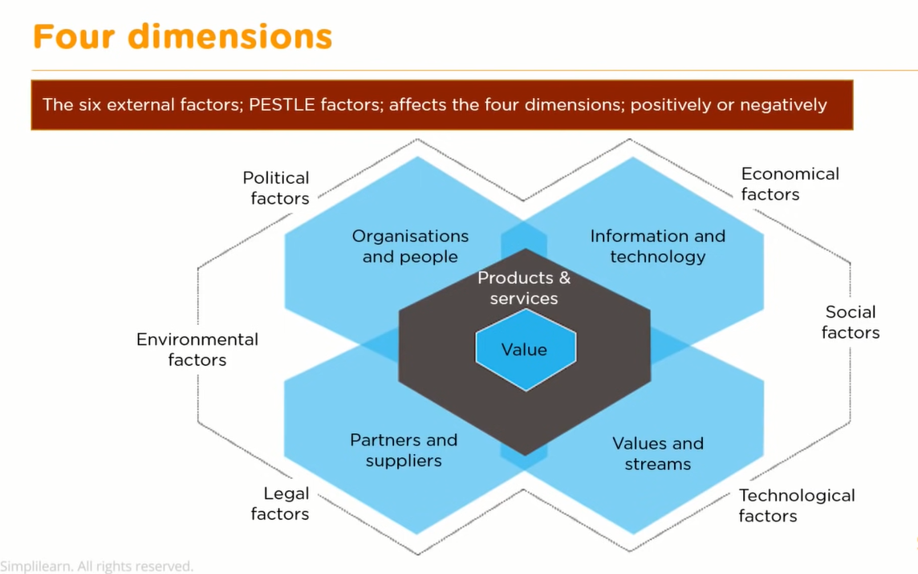 Four dimensions
The six external factors; PESTLE factors; affects the four dimensions; positively or negatively
Political
factors
Economical
factors
Organisations
and people
Information and
technology
Products &
services
Value
Environmental
factors
Social
factors
Partners and
suppliers
Values and
streams
Legal
factors
Technological
factors
Simplilearn. All rights reserved.